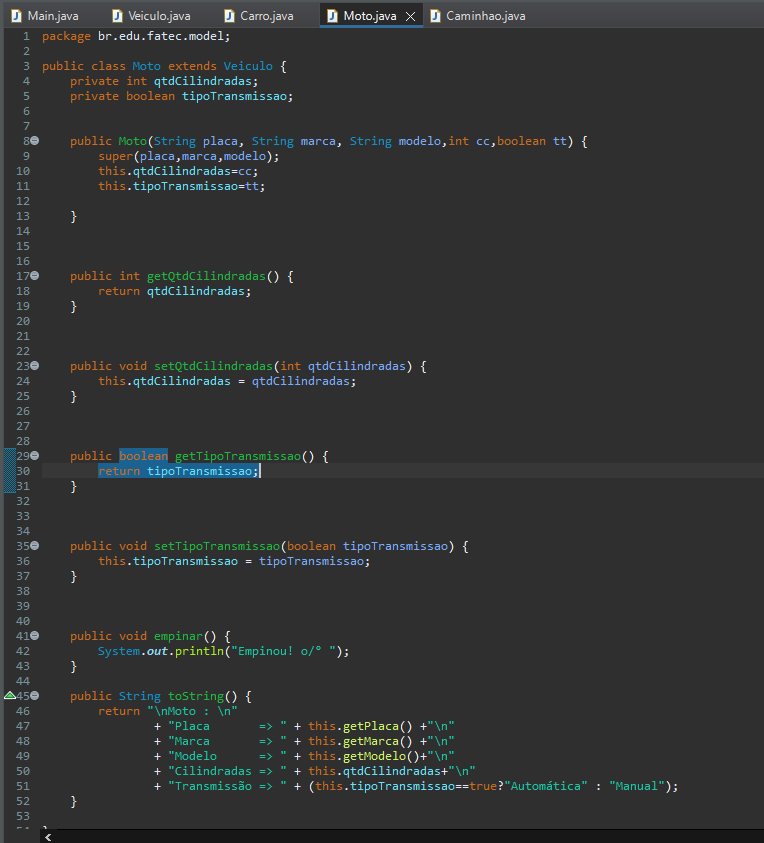 Main.java Veiculo.java Carro.java Moto.java Caminhao.java
1 package br.edu.fatec.model;
2
3 public class Moto extends Veiculo {
4 private int qtdCilindradas;
5 private boolean tipoTransmissao;
6
7
8 public Moto(String placa, String marca, String modelo,int cc,boolean tt) {
9 super(placa,marca,modelo);
10 this.qtdCilindradas=cc;
11 this.tipoTransmissao=tt;
12
13 }
14
15
16
17 public int getQtdCilindradas() {
18 return qtdCilindradas;
19 }
20
21
22
23 public void setQtdCilindradas(int qtdCilindradas) {
24 this.qtdCilindradas = qtdCilindradas;
25 }
26
27
28
29 public boolean getTipoTransmissao() {
30 return tipoTransmissao;
31 }
32
33
34
35 public void setTipoTransmissao(boolean tipoTransmissao) {
36 this.tipoTransmissao = tipoTransmissao;
37 }
38
39
40
41 public void empinar() {
42 System.out.println("Empinou! o/° ");
43 }
44
45 public String toString() {
46 return "\nMoto : \n"
47 + "Placa       => " + this.getPlaca() +"\n"
48 + "Marca       => " + this.getMarca() +"\n"
49 + "Modelo      => " + this.getModelo()+"\n"
50 + "Cilindradas => " + this.qtdCilindradas+"\n"
51 + "Transmissão => " + (this.tipoTransmissao==true?"Automática" : "Manual");
52 }
53